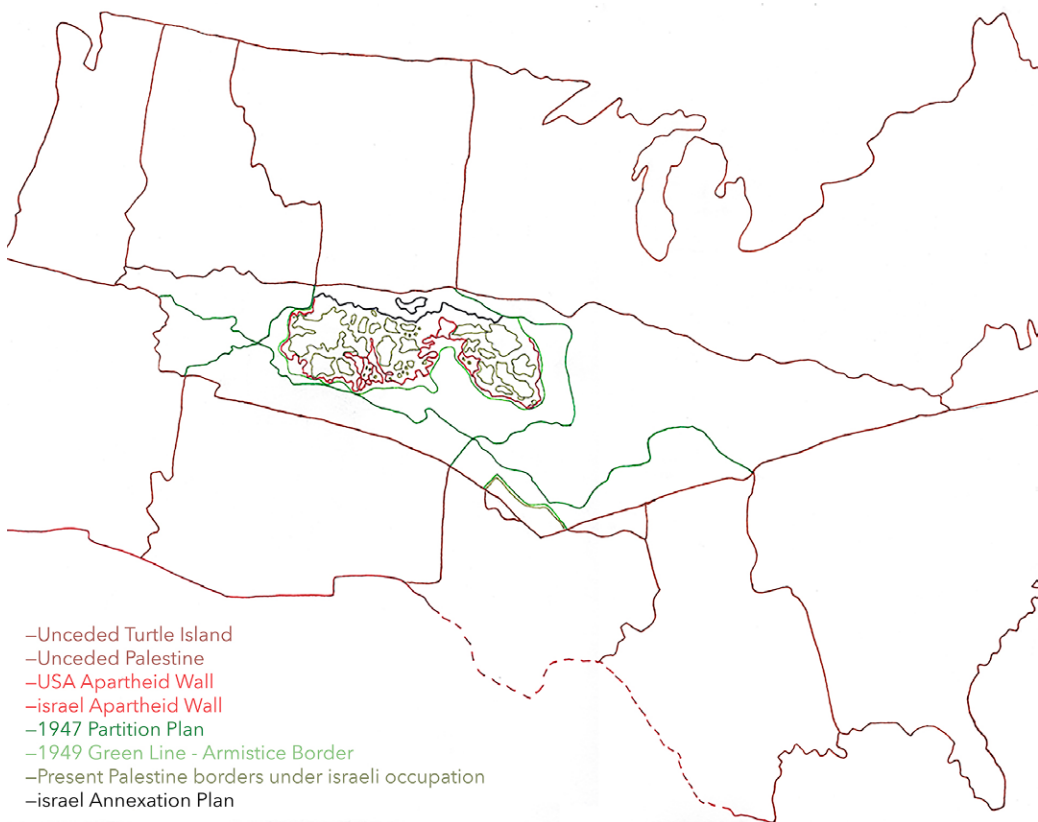 –Unceded Turtle Island
–Unceded Palestine
–USA Apartheid Wall
–israel Apartheid Wall
–1947 Partition Plan
–1949 Green Line - Armistice Border
–Present Palestine borders under israeli occupation
–israel Annexation Plan